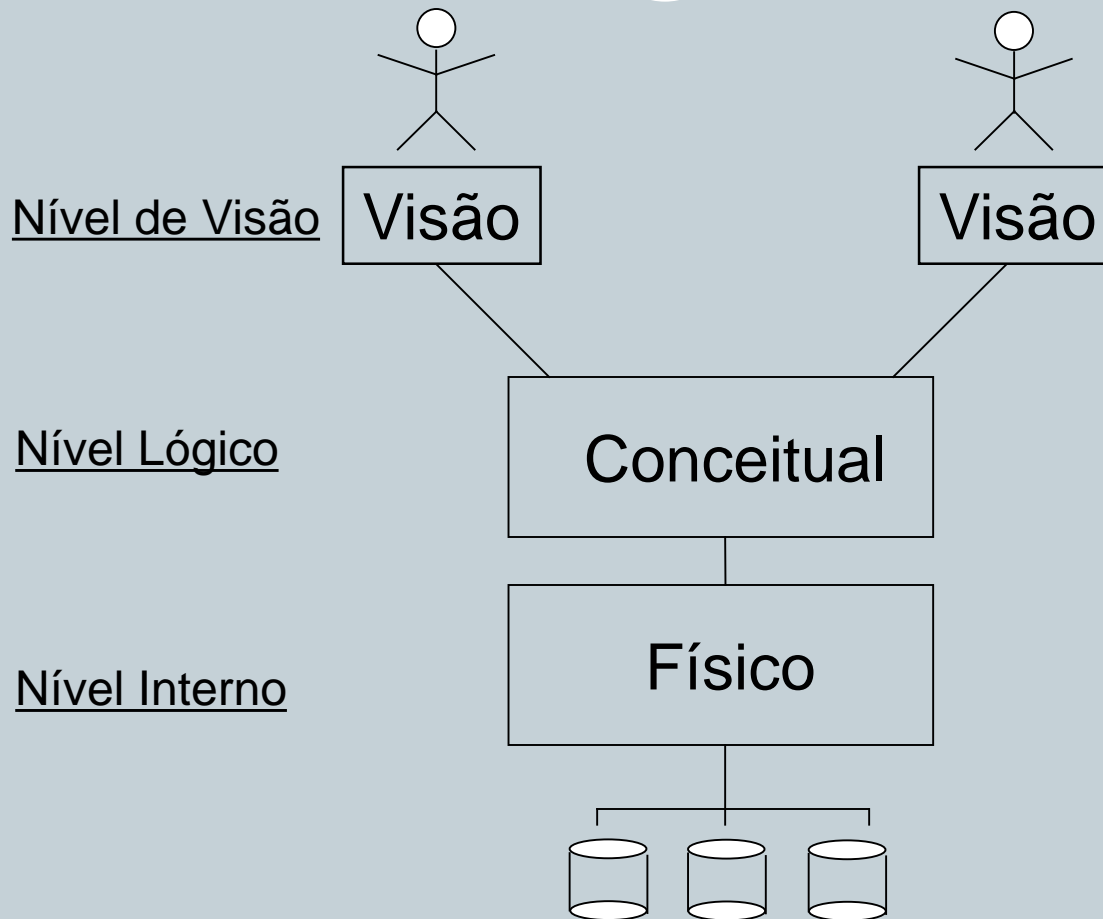 Nível de Visão
Visão
Visão
Nível Lógico
Conceitual
Nível Interno
Físico